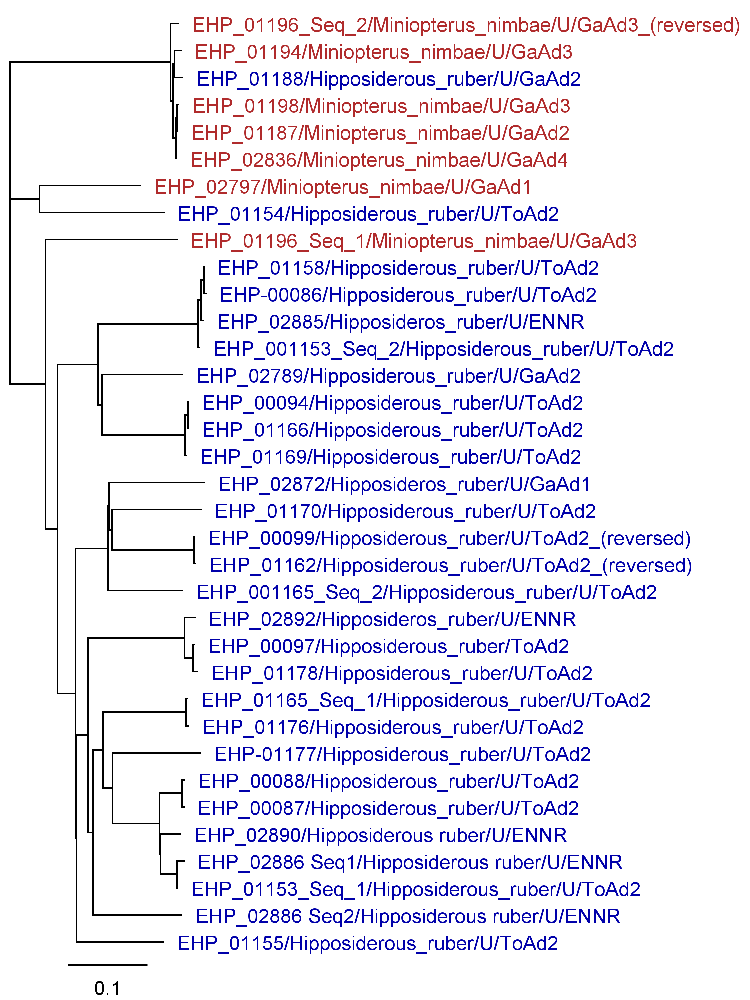 EHP_01196_Seq_2/Miniopterus_nimbae/U/GaAd3_(reversed)
EHP_01194/Miniopterus_nimbae/U/GaAd3
EHP_01188/Hipposiderous_ruber/U/GaAd2
EHP_01198/Miniopterus_nimbae/U/GaAd3
EHP_01187/Miniopterus_nimbae/U/GaAd2
EHP_02836/Miniopterus_nimbae/U/GaAd4
EHP_02797/Miniopterus_nimbae/U/GaAd1
EHP_01154/Hipposiderous_ruber/U/ToAd2
EHP_01196_Seq_1/Miniopterus_nimbae/U/GaAd3
EHP_01158/Hipposiderous_ruber/U/ToAd2
EHP-00086/Hipposiderous_ruber/U/ToAd2
EHP_02885/Hipposideros_ruber/U/ENNR
EHP_001153_Seq_2/Hipposiderous_ruber/U/ToAd2
EHP_02789/Hipposiderous_ruber/U/GaAd2
EHP_00094/Hipposiderous_ruber/U/ToAd2
EHP_01166/Hipposiderous_ruber/U/ToAd2
EHP_01169/Hipposiderous_ruber/U/ToAd2
EHP_02872/Hipposideros_ruber/U/GaAd1
EHP_01170/Hipposiderous_ruber/U/ToAd2
EHP_00099/Hipposiderous_ruber/U/ToAd2_(reversed)
EHP_01162/Hipposiderous_ruber/U/ToAd2_(reversed)
EHP_001165_Seq_2/Hipposiderous_ruber/U/ToAd2
EHP_02892/Hipposideros_ruber/U/ENNR
EHP_00097/Hipposiderous_ruber/ToAd2
EHP_01178/Hipposiderous_ruber/U/ToAd2
EHP_01165_Seq_1/Hipposiderous_ruber/U/ToAd2
EHP_01176/Hipposiderous_ruber/U/ToAd2
EHP-01177/Hipposiderous_ruber/U/ToAd2
EHP_00088/Hipposiderous_ruber/U/ToAd2
EHP_00087/Hipposiderous_ruber/U/ToAd2
EHP_02890/Hipposiderous ruber/U/ENNR
EHP_02886 Seq1/Hipposiderous ruber/U/ENNR
EHP_01153_Seq_1/Hipposiderous_ruber/U/ToAd2
EHP_02886 Seq2/Hipposiderous ruber/U/ENNR
EHP_01155/Hipposiderous_ruber/U/ToAd2
0.1